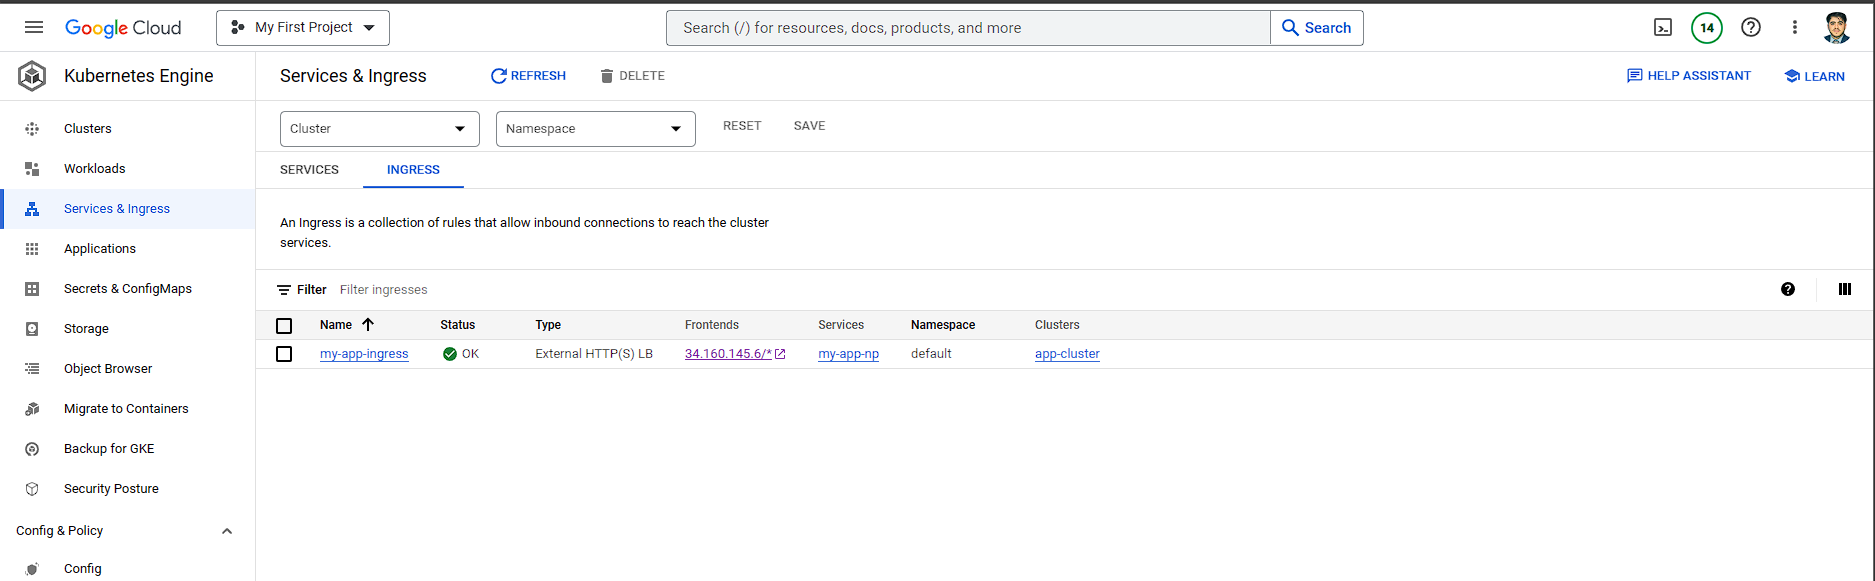 Google Cloud
My First Project
Search (/) for resources, docs, products, and more
Search
14
Kubernetes Engine
Services & Ingress
REFRESH
DELETE
HELP ASSISTANT
LEARN
Clusters
Workloads
Services & Ingress
Applications
Secrets & ConfigMaps
Storage
Object Browser
Migrate to Containers
Backup for GKE
Security Posture
Config & Policy
Config
Cluster
Namespace
RESET
SAVE
SERVICES
INGRESS
An Ingress is a collection of rules that allow inbound connections to reach the cluster
services.
Filter Filter ingresses
Name Status Type Frontends Services Namespace Clusters
my-app-ingress OK External HTTP(S) LB 34.160.145.6/* my-app-np default app-cluster